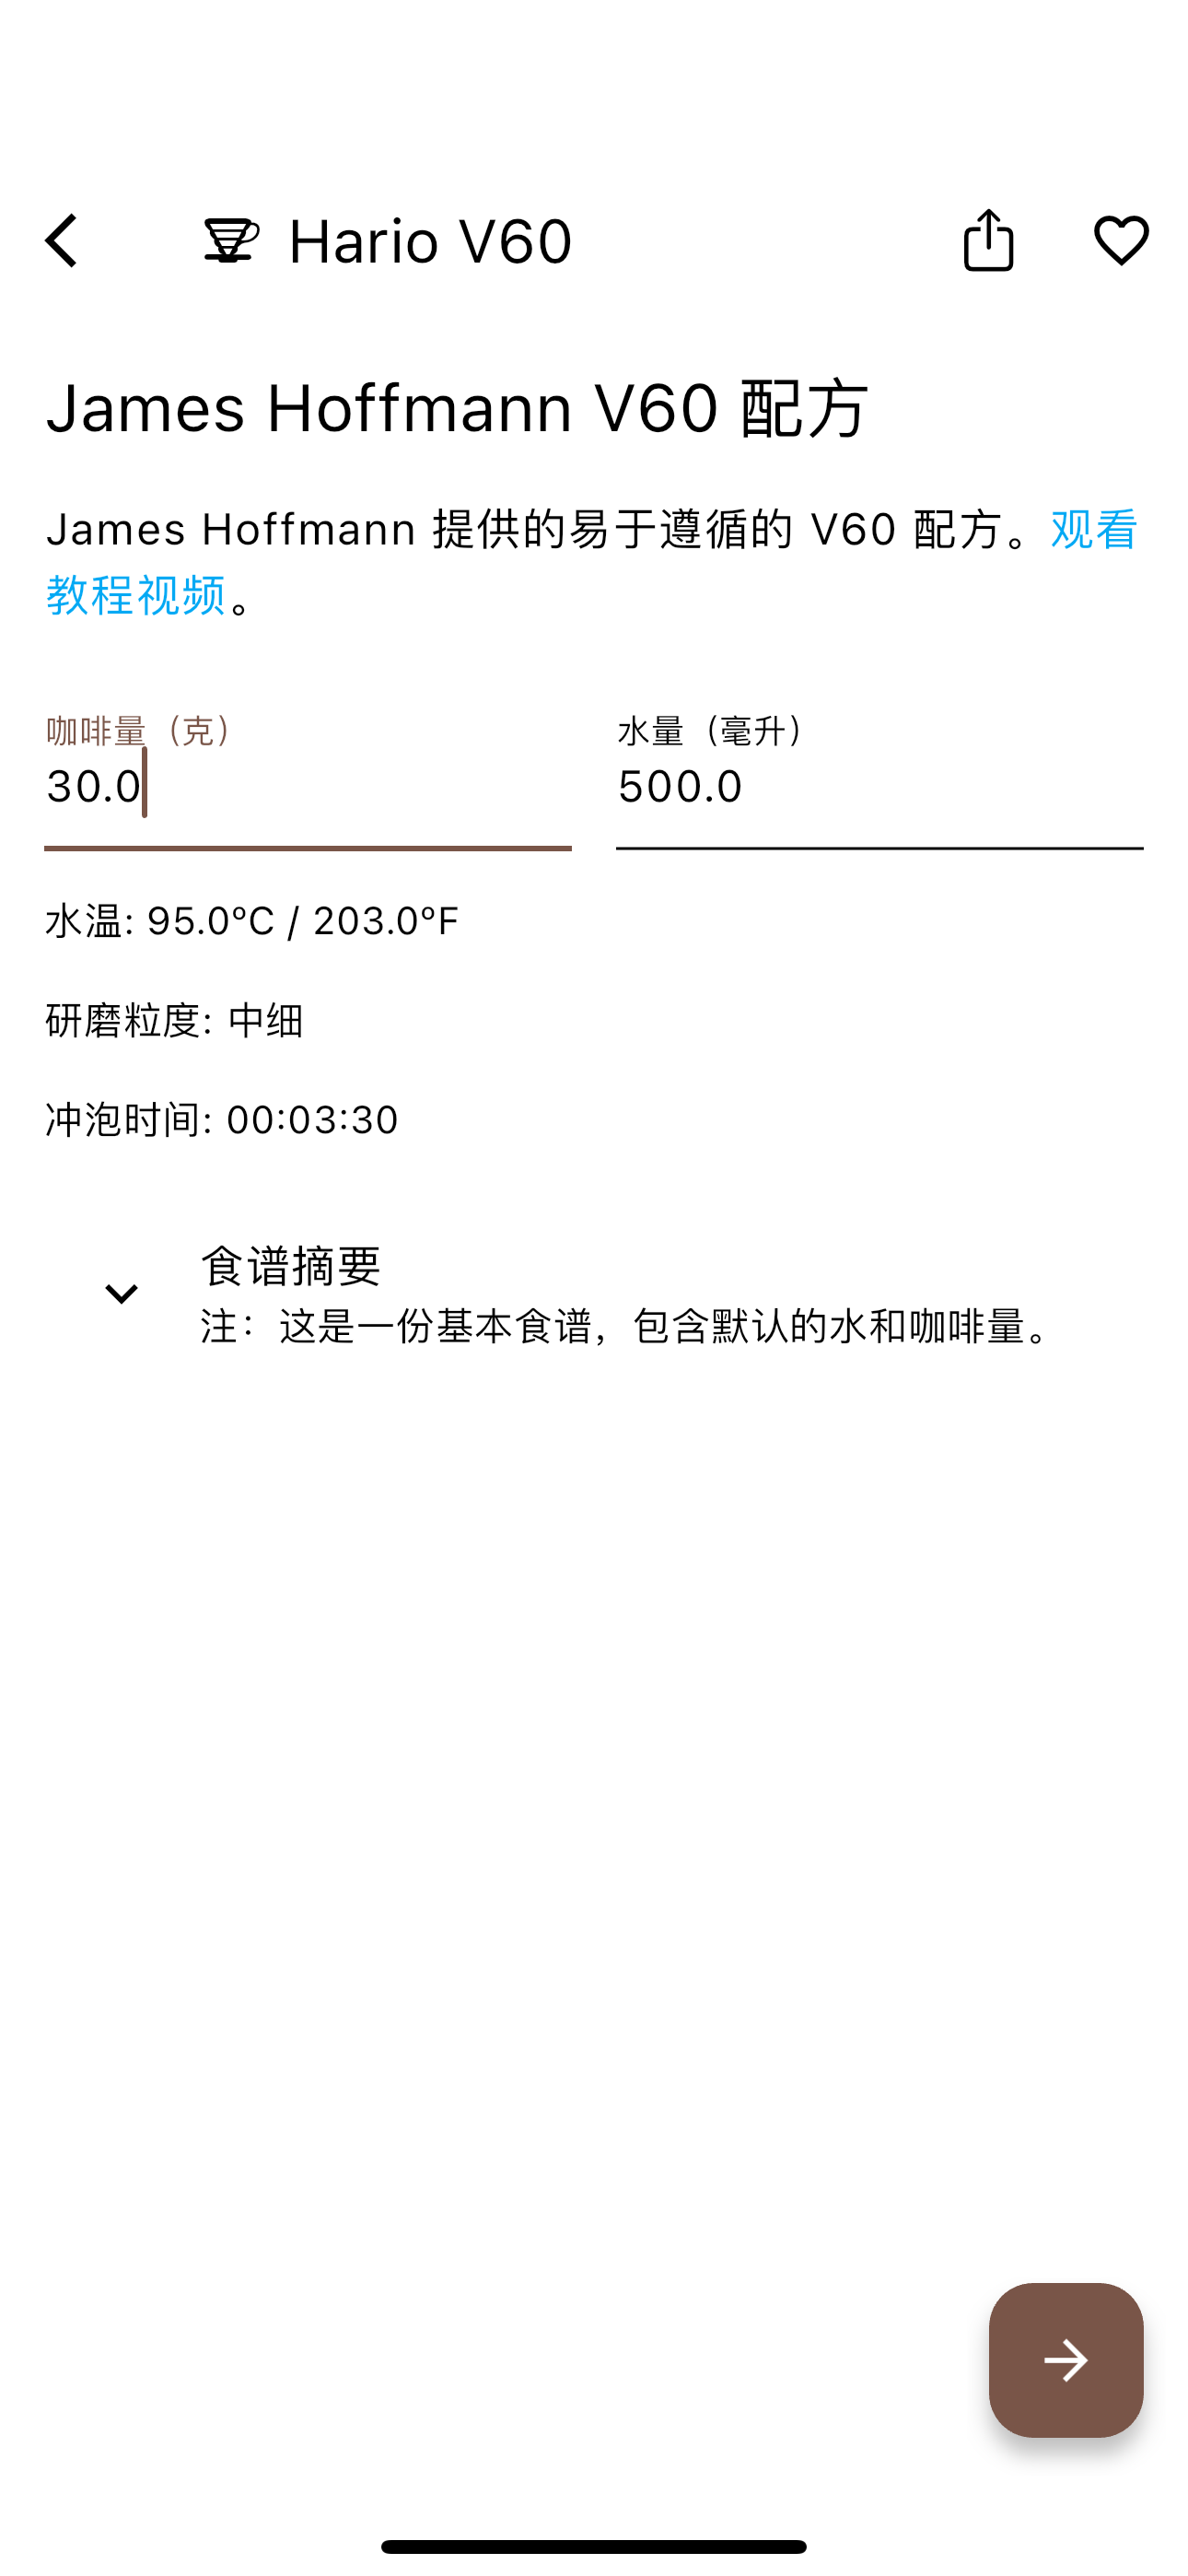 Hario V60
James Hoffmann V60 配方
James Hoffmann 提供的易于遵循的 V60 配方。观看
教程视频。
咖啡量（克）
30.0
水量（毫升）
500.0
水温: 95.0ºC / 203.0ºF
研磨粒度: 中细
冲泡时间: 00:03:30
食谱摘要
注：这是一份基本食谱，包含默认的水和咖啡量。